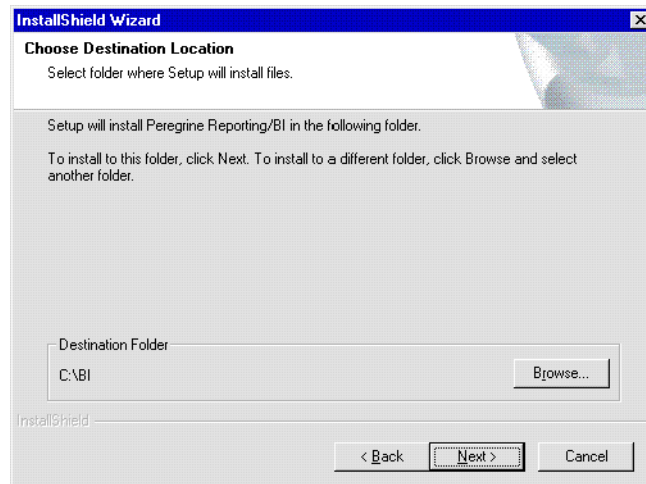 InstallShield Wizard
Choose Destination Location
Select folder where Setup will install files.
Setup will install Peregrine Reporting/BI in the following folder.
To install to this folder, click Next. To install to a different folder, click Browse and select
another folder.
Destination Folder
C:\BI
Browse...
InstallShield
< Back
Next >
Cancel